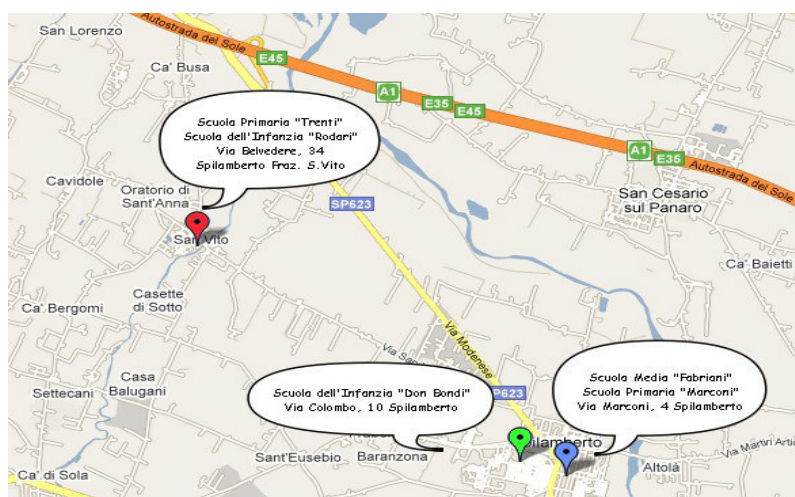 San Lorenzo
Autostrada del Sole
E45
Ca' Busa
A1
E35
E45
Scuola Primaria "Trenti"
Scuola dell'Infanzia "Rodari"
Via Belvedere, 34
Spilamberto Fraz. S.Vito
A1
E35
Autostrada del Sole
Cavidole
Oratorio di
Sant'Anna
SP623
San Cesario
sul Panaro
San Vito
Ca' Baietti
Casette
di Sotto
Ca' Bergomi
Via Modenese
Casa
Balugani
Settecani
Scuola dell'Infanzia "Don Bondi"
Via Colombo, 10 Spilamberto
P623
Scuola Media "Fabriani"
Scuola Primaria "Marconi"
Via Marconi, 4 Spilamberto
pilamberto
Sant'Eusebio
Baranzona
Via Martiri Artic
Altolà
Ca' di Sola